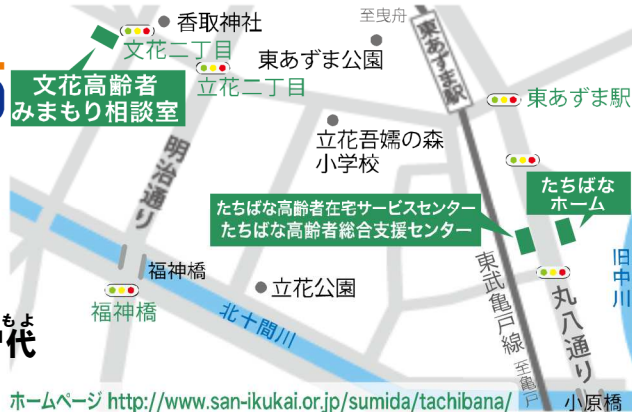 香取神社
至曳舟
文花二丁目
東あずま公園
東あずま駅
文花高齢者
みまもり相談室
立花二丁目
東あずま駅
立花吾嬬の森
小学校
明治通り
たちばな
ホーム
たちばな高齢者在宅サービスセンター
たちばな高齢者総合支援センター
旧中川
福神橋
立花公園
東武亀戸線
至亀戸
丸八通り
福神橋
北十間川
もよ
代
ホームページ http://www.san-ikukai.or.jp/sumida/tachibana/
小原橋